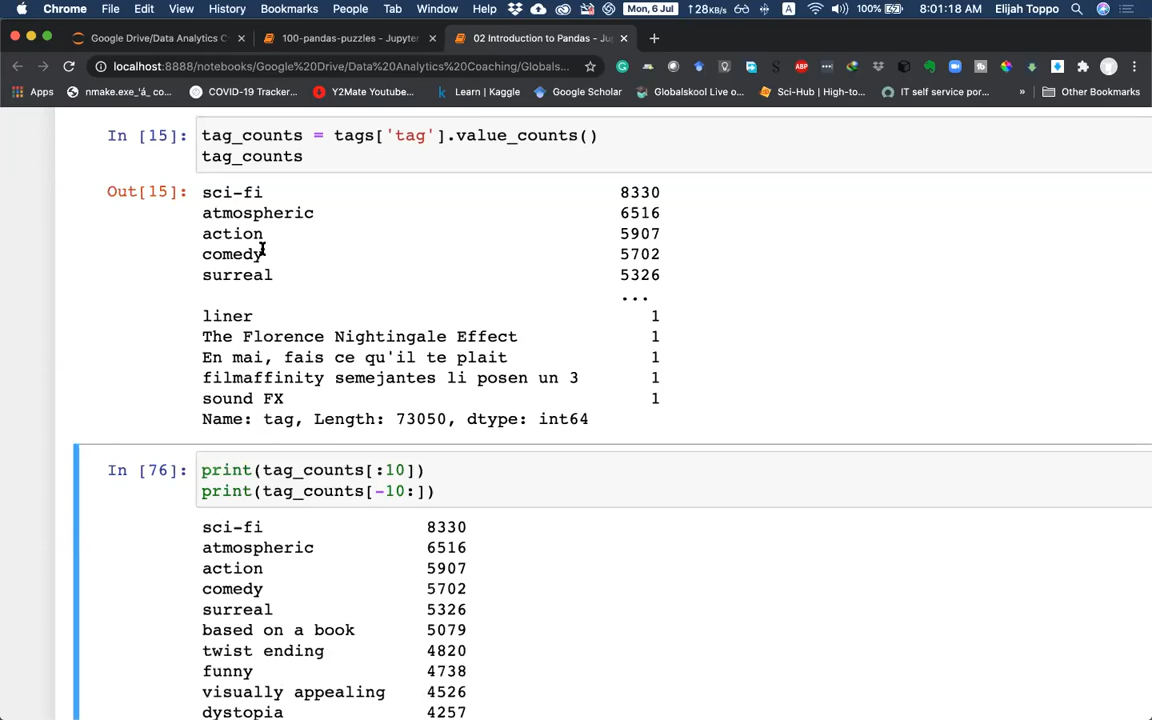 Chrome File Edit View History Bookmarks People Tab Window Help Mon, 6 Jul ↑28KB/s A 100% 8:01:18 AM Elijah Toppo
Google Drive/Data Analytics C
100-pandas-puzzles - Jupyter
02 Introduction to Pandas - Ju
localhost:8888/notebooks/Google%20Drive/Data%20Analytics%20Coaching/Globals...
Apps nmake.exe_'á_ co... COVID-19 Tracker... Y2Mate Youtube... Learn | Kaggle Google Scholar Globalskool Live o... Sci-Hub | High-to... IT self service por... » Other Bookmarks
In [15]: tag_counts = tags['tag'].value_counts()
tag_counts
Out[15]: sci-fi 8330
atmospheric 6516
action 5907
comedy 5702
surreal 5326
...
liner 1
The Florence Nightingale Effect 1
En mai, fais ce qu'il te plait 1
filmaffinity semejantes li posen un 3 1
sound FX 1
Name: tag, Length: 73050, dtype: int64
In [76]: print(tag_counts[:10])
print(tag_counts[-10:])
sci-fi 8330
atmospheric 6516
action 5907
comedy 5702
surreal 5326
based on a book 5079
twist ending 4820
funny 4738
visually appealing 4526
dystopia 4257